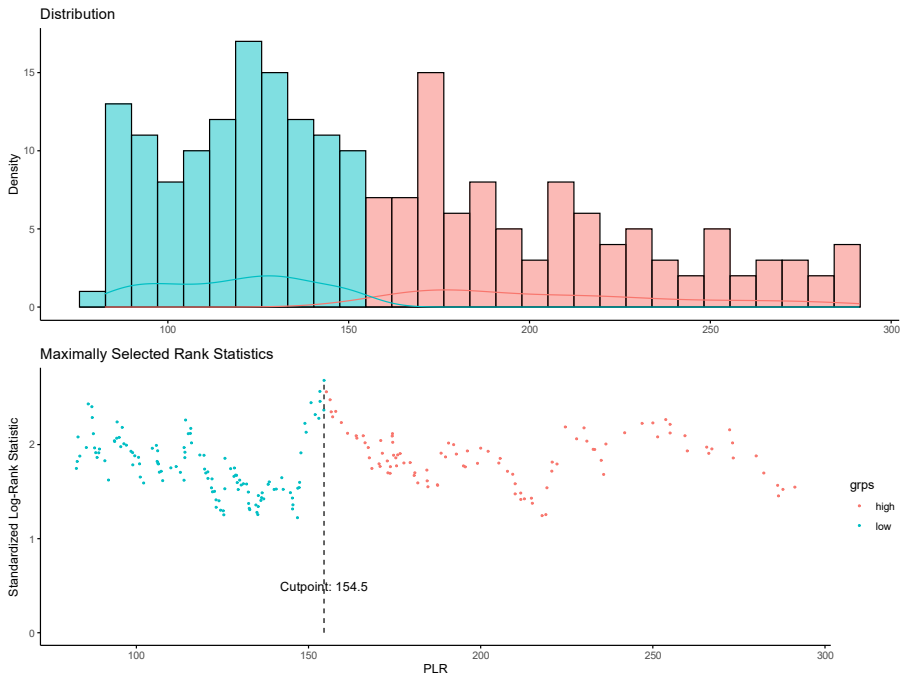 Distribution
15
10
5
0
Density
100 150 200 250 300
Maximally Selected Rank Statistics
2
1
0
Standardized Log-Rank Statistic
Cutpoint: 154.5
100 150 200 250 300
PLR
grps
high
low